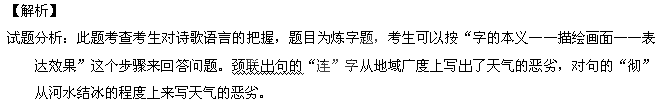 【解析】
试题分析：此题考查考生对诗歌语言的把握，题目为炼字题，考生可以按“字的本义——描绘画面——表
达效果”这个步骤来回答问题。颈联出句的“连”字从地域广度上写出了天气的恶劣，对句的“彻”
从河水结冰的程度上来写天气的恶劣。